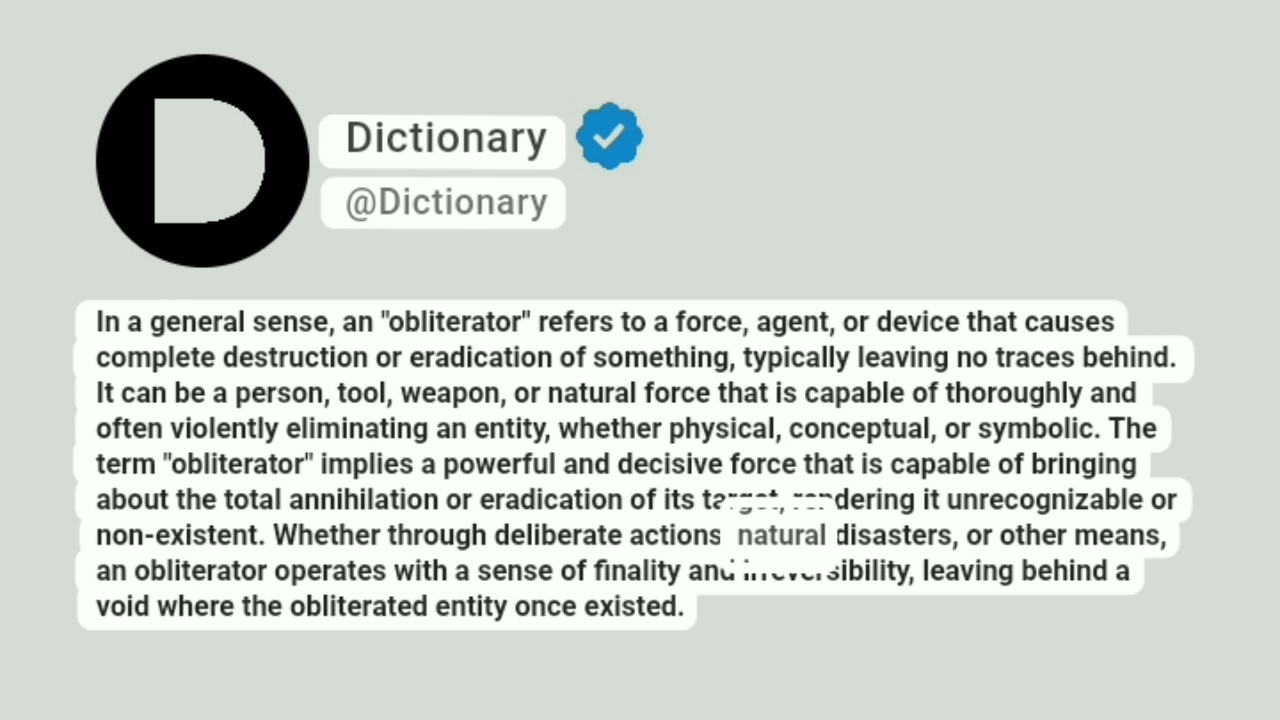 D
Dictionary
@Dictionary
In a general sense, an "obliterator" refers to a force, agent, or device that causes
complete destruction or eradication of something, typically leaving no traces behind.
It can be a person, tool, weapon, or natural force that is capable of thoroughly and
often violently eliminating an entity, whether physical, conceptual, or symbolic. The
term "obliterator" implies a powerful and decisive force that is capable of bringing
about the total annihilation or eradication of its target, rendering it unrecognizable or
non-existent. Whether through deliberate actions natural disasters, or other means,
an obliterator operates with a sense of finality and irreversibility, leaving behind a
void where the obliterated entity once existed.